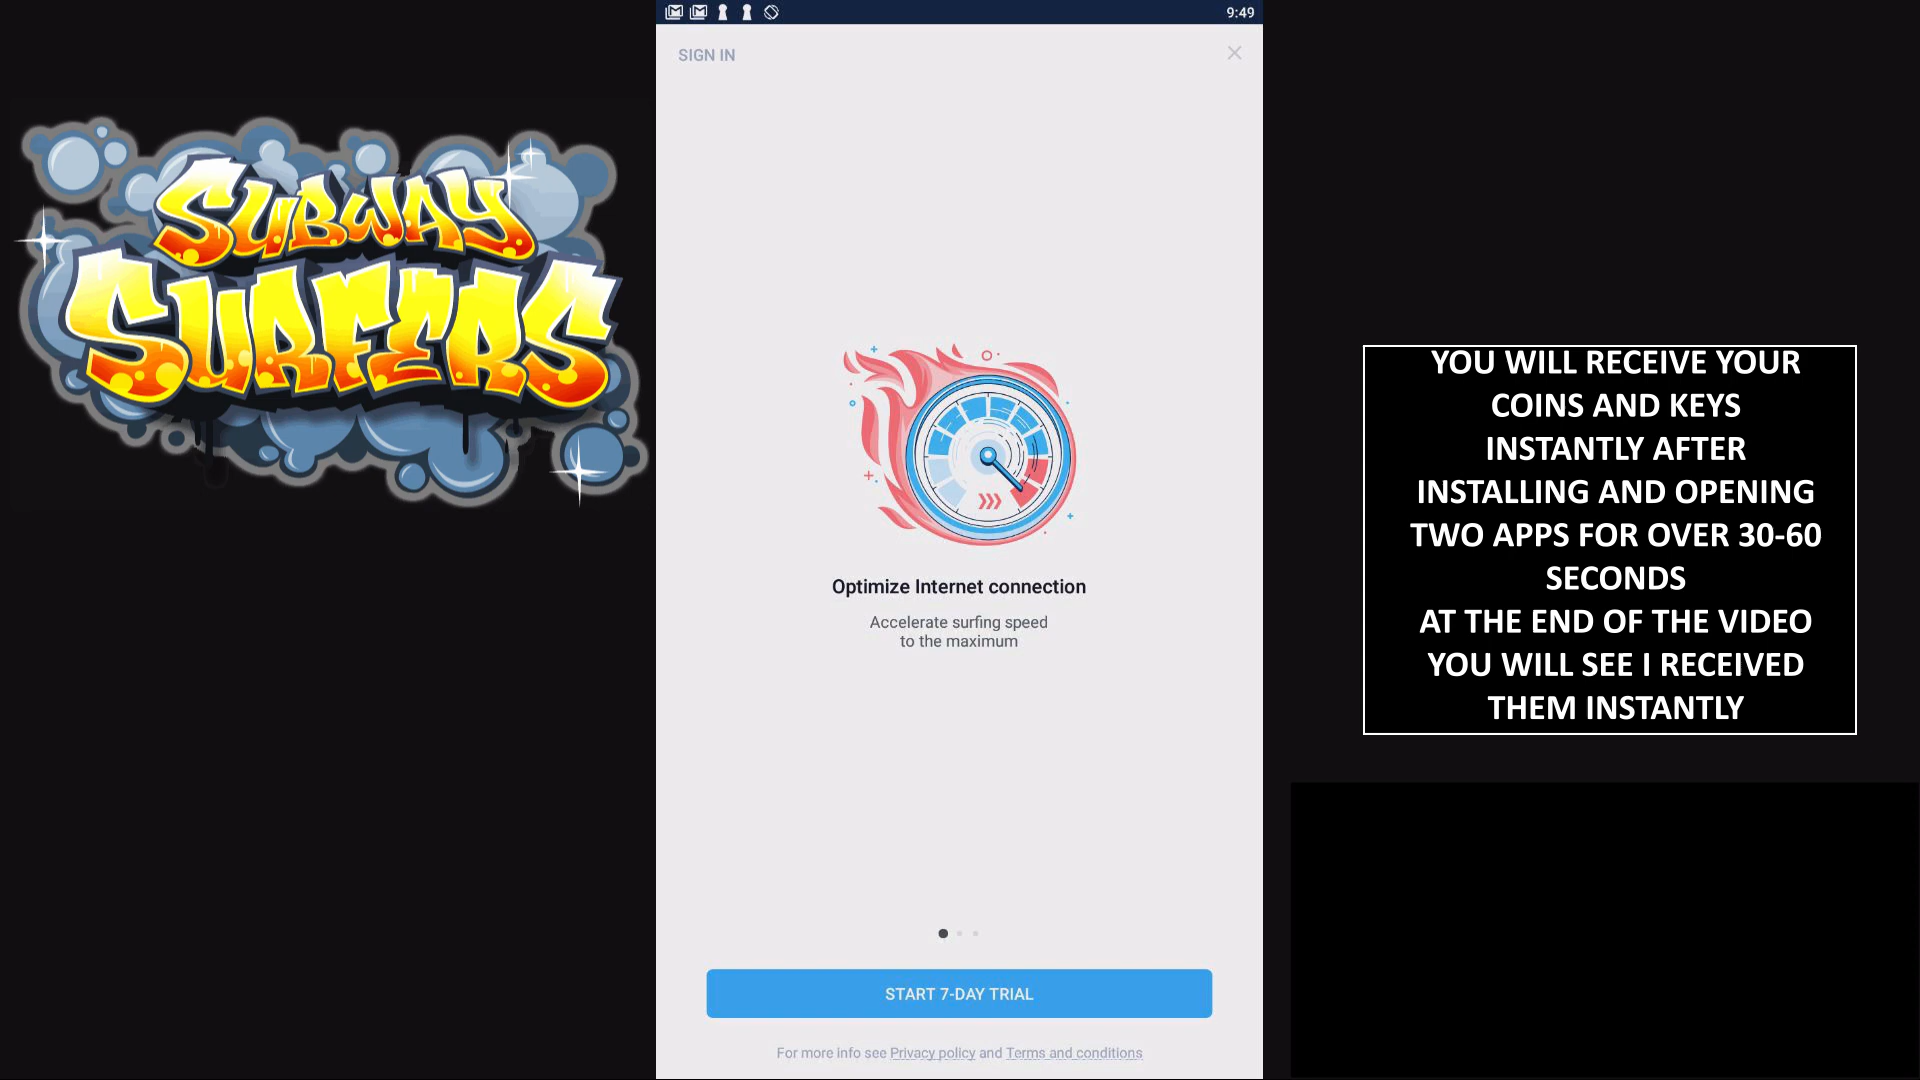 9:49
SIGN IN
SUBWAY
SURFERS
Optimize Internet connection
Accelerate surfing speed
to the maximum
START 7-DAY TRIAL
For more info see Privacy policy and Terms and conditions
YOU WILL RECEIVE YOUR
COINS AND KEYS
INSTANTLY AFTER
INSTALLING AND OPENING
TWO APPS FOR OVER 30-60
SECONDS
AT THE END OF THE VIDEO
YOU WILL SEE I RECEIVED
THEM INSTANTLY